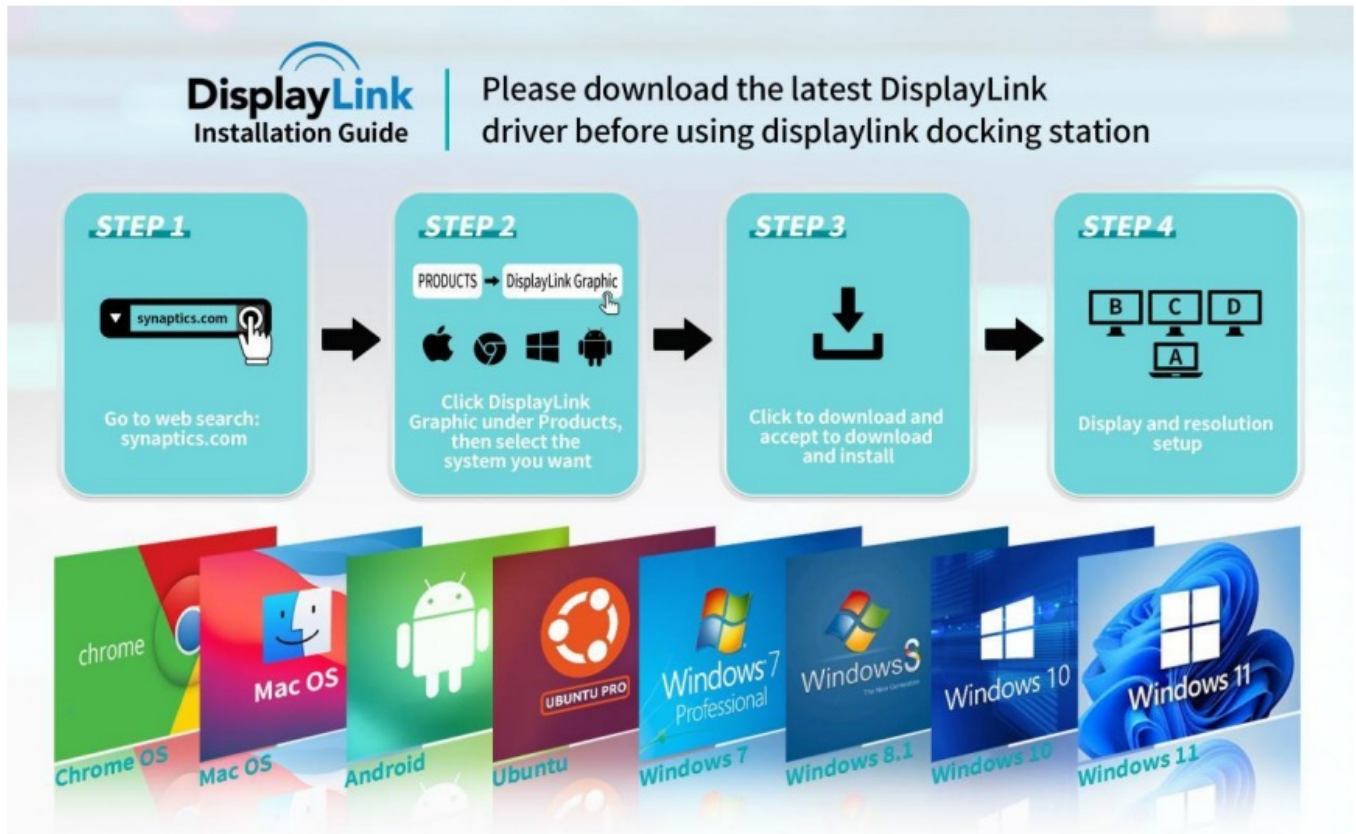 DisplayLink
Installation Guide
Please download the latest DisplayLink
driver before using displaylink docking station
STEP 1
synaptics.com
Go to web search:
synaptics.com
STEP 2
PRODUCTS
DisplayLink Graphic
Click DisplayLink
Graphic under Products,
then select the
system you want
STEP 3
Click to download and
accept to download
and install
STEP 4
B C D
A
Display and resolution
setup
chrome
Mac OS
UBUNTU PRO
Windows 7
Professional
Windows 8
The Next Generation
Windows 10
Windows 11
Chrome OS
Mac OS
Android
Ubuntu
Windows 7
Windows 8.1
Windows 10
Windows 11